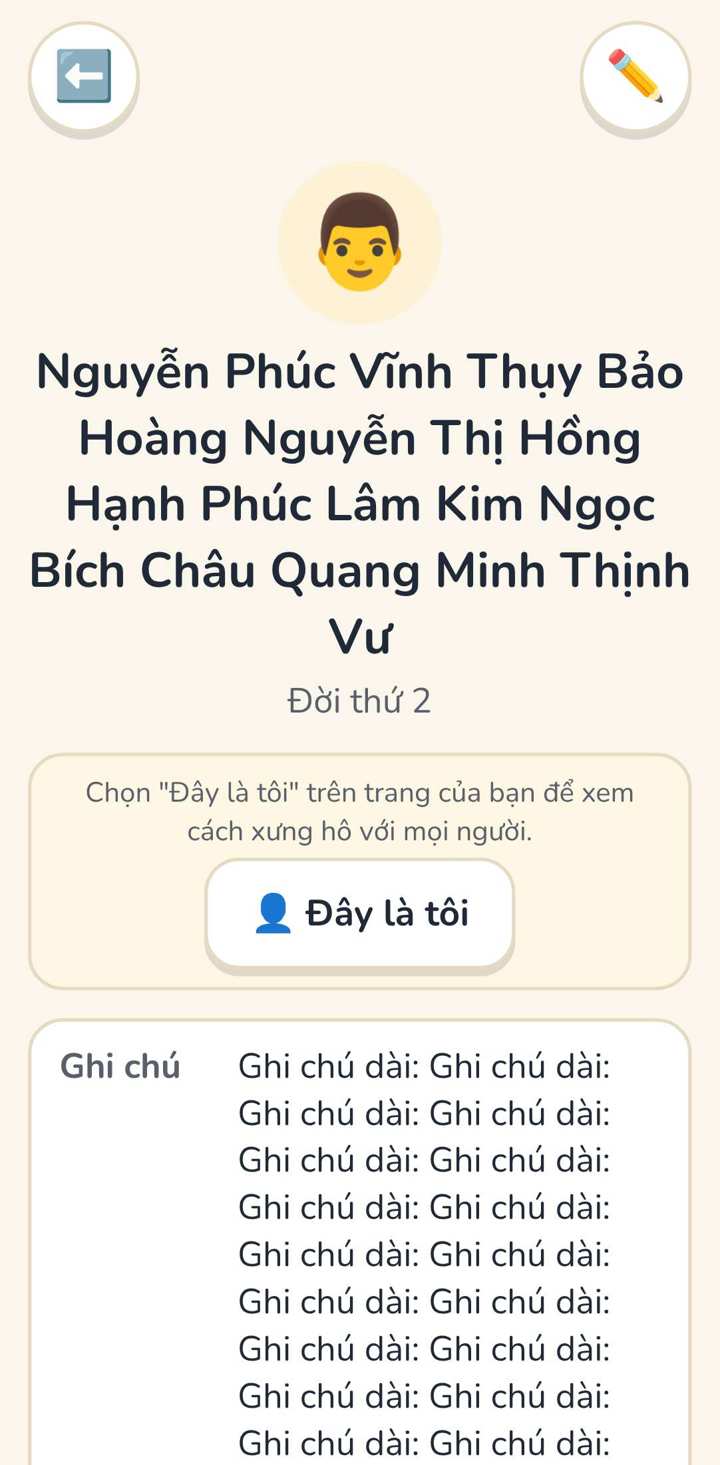 Nguyễn Phúc Vĩnh Thụy Bảo
Hoàng Nguyễn Thị Hồng
Hạnh Phúc Lâm Kim Ngọc
Bích Châu Quang Minh Thịnh
Vư
Đời thứ 2
Chọn "Đây là tôi" trên trang của bạn để xem
cách xưng hô với mọi người.
Đây là tôi
Ghi chú
Ghi chú dài: Ghi chú dài:
Ghi chú dài: Ghi chú dài:
Ghi chú dài: Ghi chú dài:
Ghi chú dài: Ghi chú dài:
Ghi chú dài: Ghi chú dài:
Ghi chú dài: Ghi chú dài:
Ghi chú dài: Ghi chú dài:
Ghi chú dài: Ghi chú dài:
Ghi chú dài: Ghi chú dài: